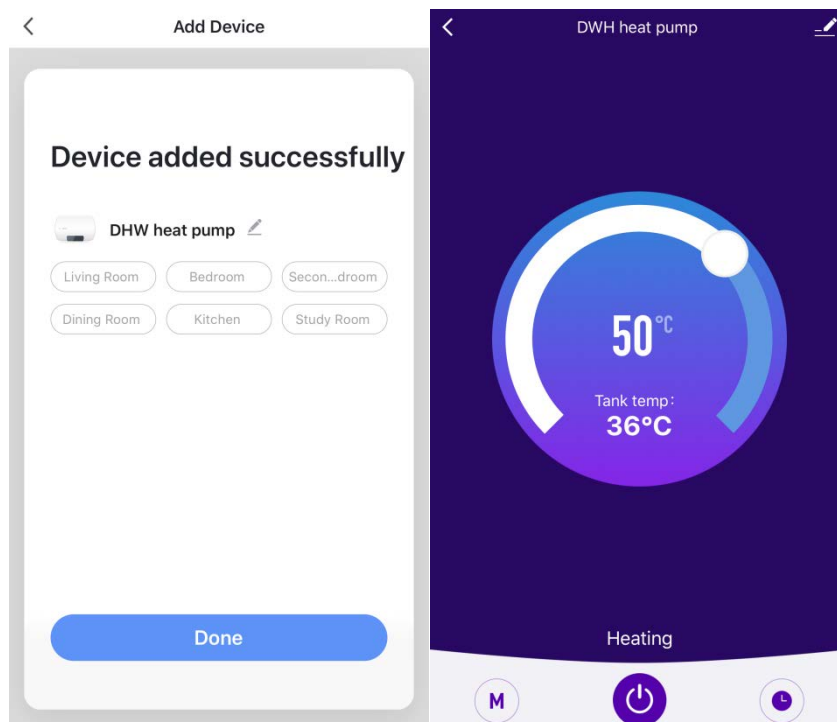 Add Device
Device added successfully
DHW heat pump
Living Room
Bedroom
Secon...droom
Dining Room
Kitchen
Study Room
Done
DWH heat pump
50°C
Tank temp:
36°C
Heating
M